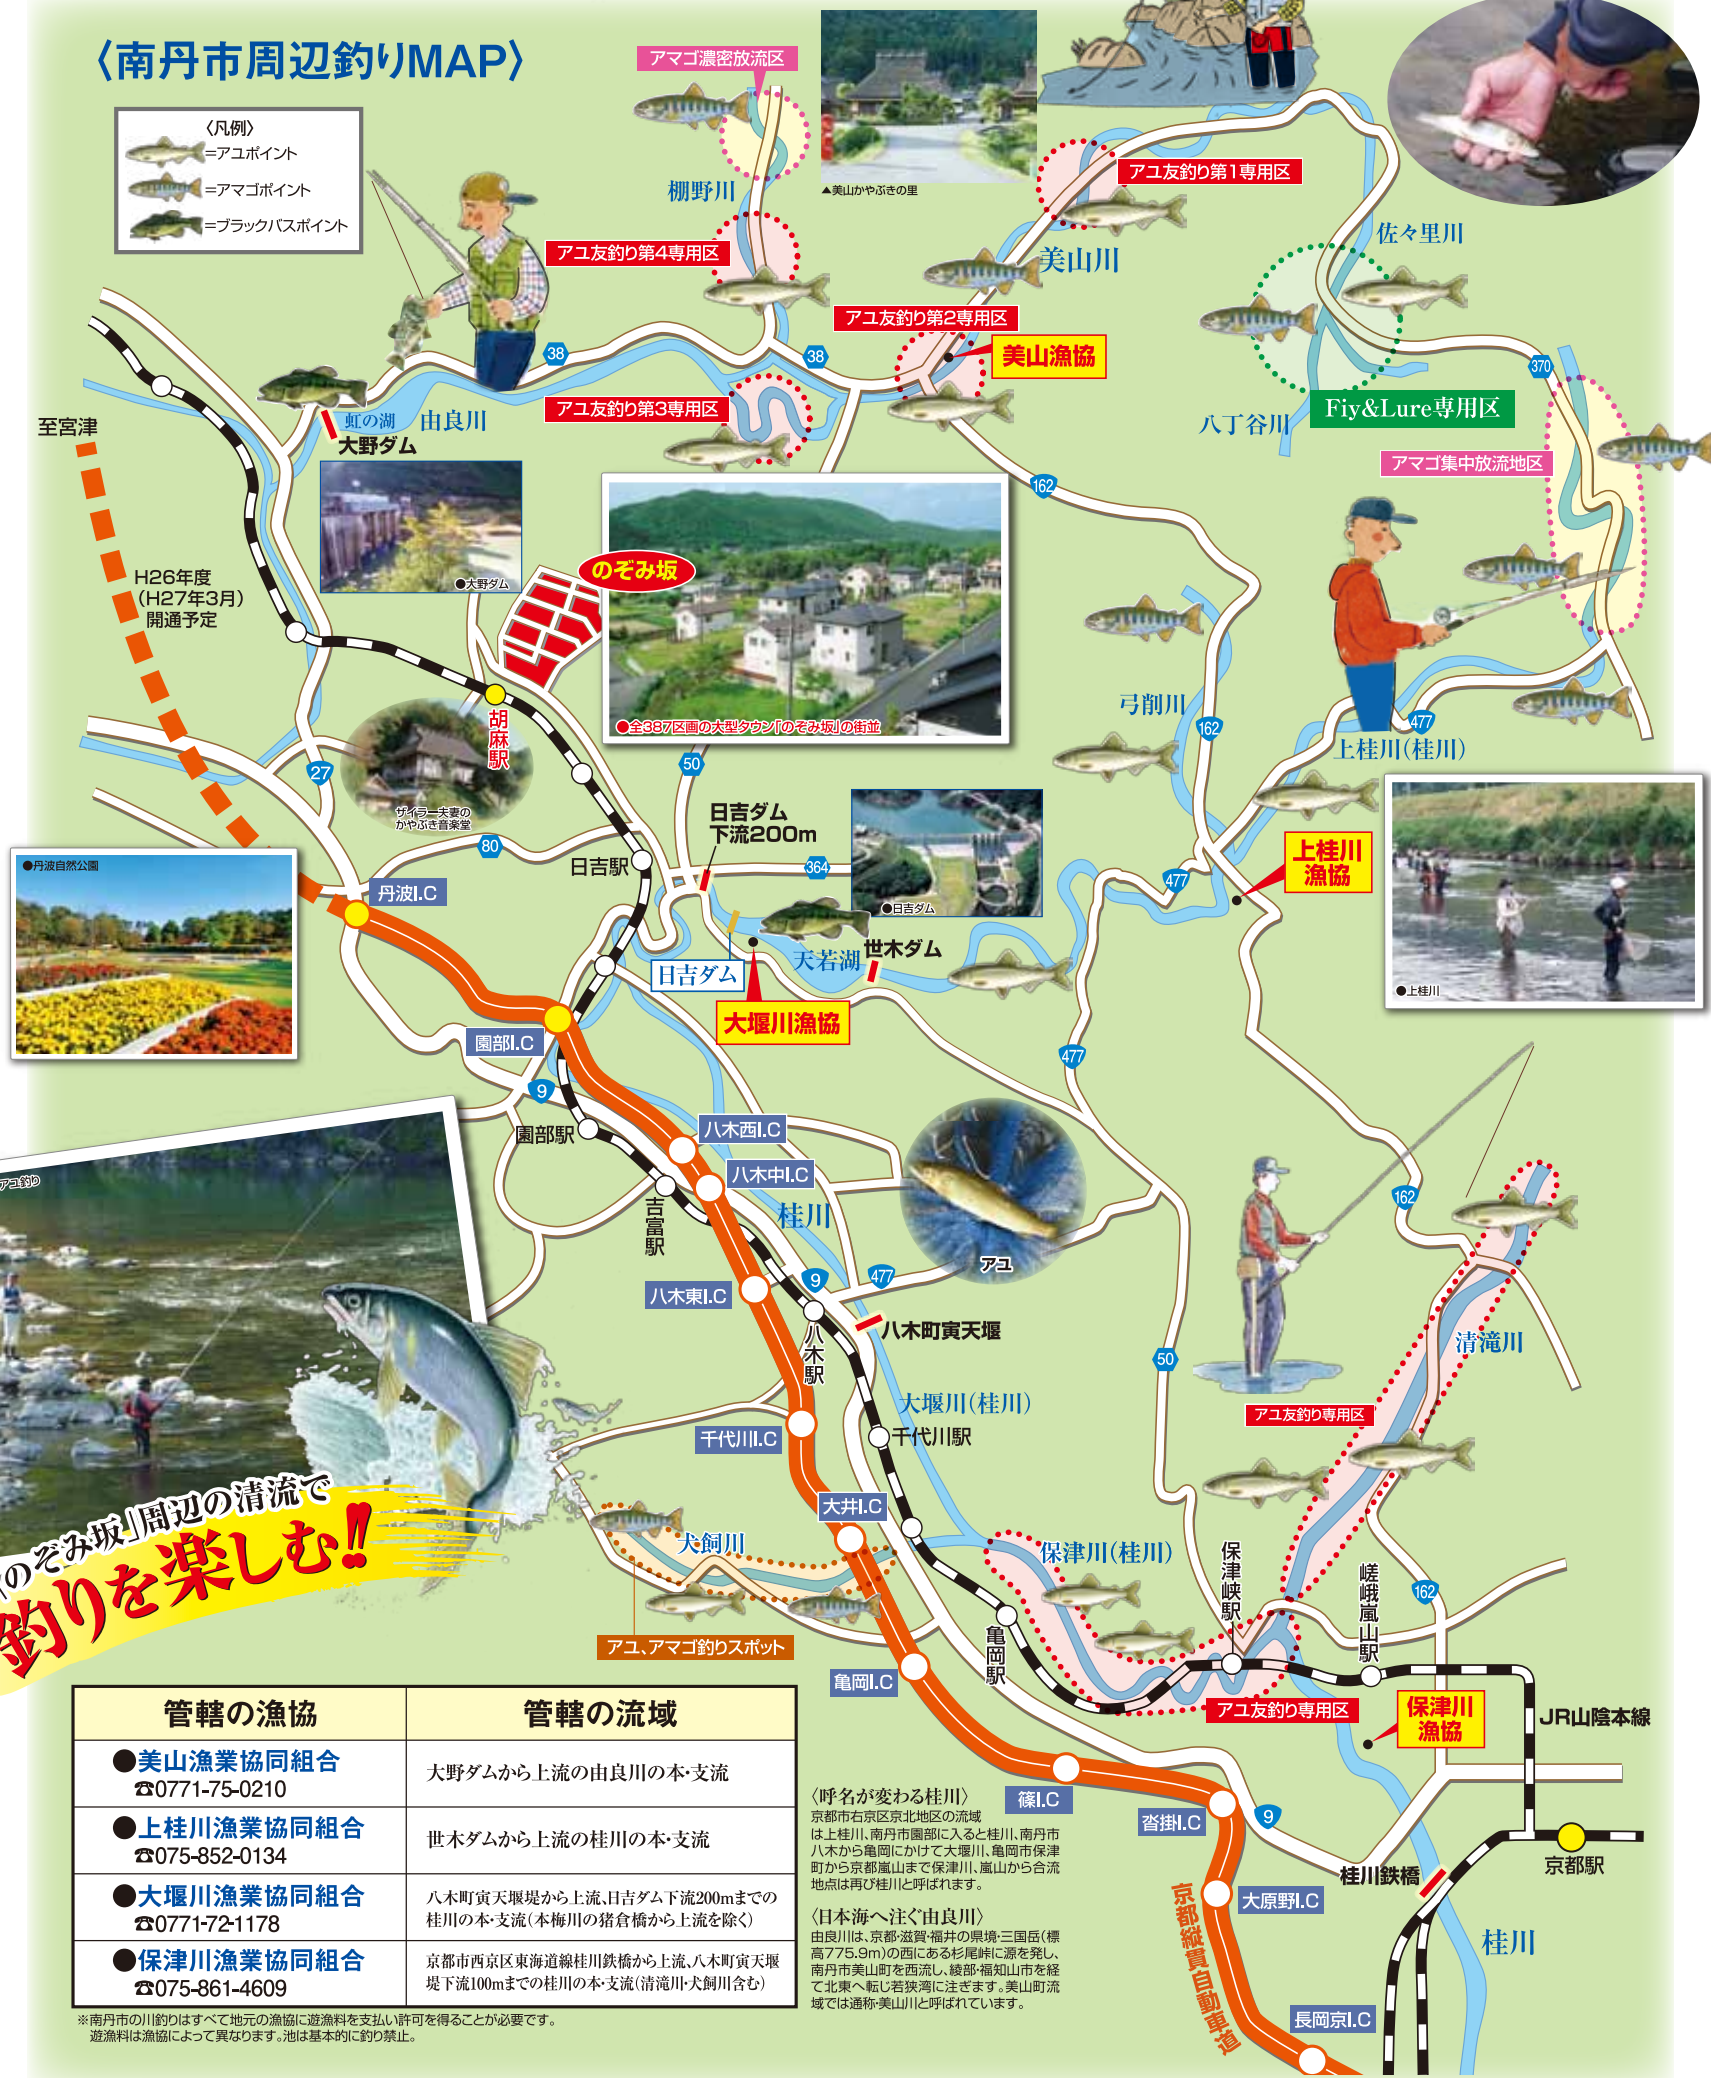 〈南丹市周辺釣りMAP〉
〈凡例〉
=アユポイント
=アマゴポイント
=ブラックバスポイント
アマゴ濃密放流区
棚野川
▲美山かやぶきの里
アユ友釣り第1専用区
佐々里川
アユ友釣り第4専用区
美山川
アユ友釣り第2専用区
美山漁協
38
38
370
アユ友釣り第3専用区
Fiy&Lure専用区
八丁谷川
虹の湖
由良川
大野ダム
至宮津
アマゴ集中放流地区
162
●大野ダム
のぞみ坂
H26年度
(H27年3月)
開通予定
●全387区画の大型タウン「のぞみ坂」の街並
胡麻駅
弓削川
162
477
上桂川(桂川)
27
50
ザイラー夫妻の
かやぶき音楽堂
日吉ダム
下流200m
80
日吉駅
364
上桂川
漁協
477
●丹波自然公園
丹波I.C
●日吉ダム
世木ダム
天若湖
日吉ダム
●上桂川
大堰川漁協
園部I.C
477
9
園部駅
八木西I.C
八木中I.C
アユ釣り
吉富駅
桂川
162
アユ
八木東I.C
9
477
八木町寅天堰
八木駅
清滝川
50
大堰川(桂川)
アユ友釣り専用区
千代川I.C
千代川駅
「のぞみ坂」周辺の清流で
釣りを楽しむ!!
大井I.C
犬飼川
保津川(桂川)
保津峡駅
嵯峨嵐山駅
162
アユ、アマゴ釣りスポット
亀岡駅
亀岡I.C
アユ友釣り専用区
保津川
漁協
JR山陰本線
管轄の漁協
管轄の流域
●美山漁業協同組合
☎0771-75-0210
大野ダムから上流の由良川の本・支流
●上桂川漁業協同組合
☎075-852-0134
世木ダムから上流の桂川の本・支流
●大堰川漁業協同組合
☎0771-72-1178
八木町寅天堰堤から上流、日吉ダム下流200mまでの
桂川の本・支流(本梅川の猪倉橋から上流を除く)
●保津川漁業協同組合
☎075-861-4609
京都市西京区東海道線桂川鉄橋から上流、八木町寅天堰
堤下流100mまでの桂川の本・支流(清滝川・犬飼川含む)
※南丹市の川釣りはすべて地元の漁協に遊漁料を支払い許可を得ることが必要です。
遊漁料は漁協によって異なります。池は基本的に釣り禁止。
〈呼名が変わる桂川〉
京都市右京区京北地区の流域
は上桂川、南丹市園部に入ると桂川、南丹市
八木から亀岡にかけて大堰川、亀岡市保津
町から京都嵐山まで保津川、嵐山から合流
地点は再び桂川と呼ばれます。
〈日本海へ注ぐ由良川〉
由良川は、京都・滋賀・福井の県境・三国岳(標
高775.9m)の西にある杉尾峠に源を発し、
南丹市美山町を西流し、綾部・福知山市を経
て北東へ転じ若狭湾に注ぎます。美山町流
域では通称・美山川と呼ばれています。
篠I.C
沓掛I.C
9
京都駅
桂川鉄橋
大原野I.C
京都縦貫自動車道
桂川
長岡京I.C